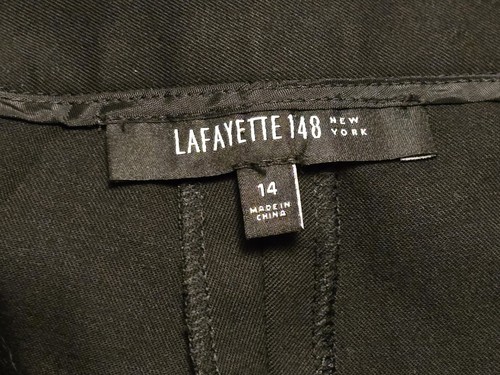 LAFAYETTE 148 NEW YORK
14
MADE IN
CHINA